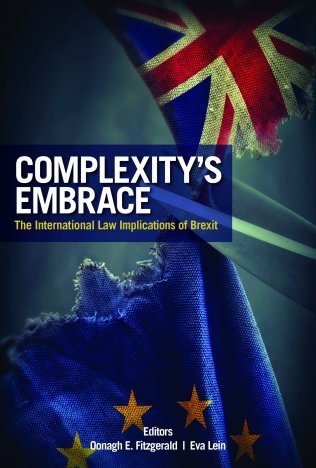 COMPLEXITY'S
EMBRACE
The International Law Implications of Brexit
Editors
Oonagh E. Fitzgerald | Eva Lein